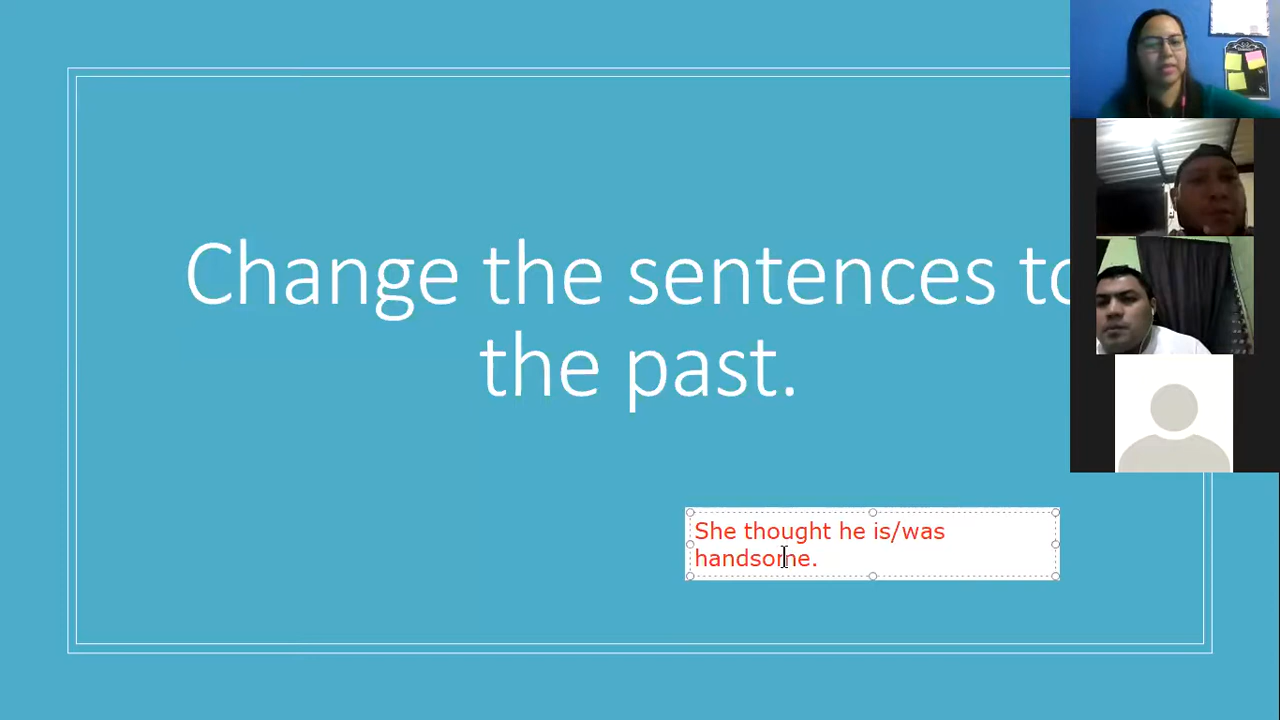 Change the sentences to
the past.
She thought he is/was
handsome.